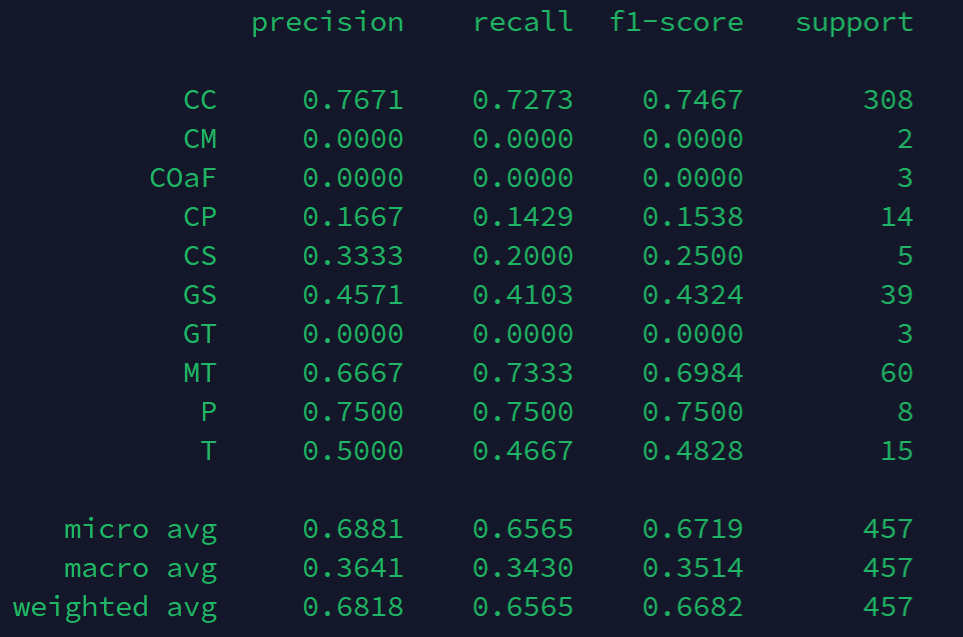 precision recall f1-score support
CC 0.7671 0.7273 0.7467 308
CM 0.0000 0.0000 0.0000 2
COaF 0.0000 0.0000 0.0000 3
CP 0.1667 0.1429 0.1538 14
CS 0.3333 0.2000 0.2500 5
GS 0.4571 0.4103 0.4324 39
GT 0.0000 0.0000 0.0000 3
MT 0.6667 0.7333 0.6984 60
P 0.7500 0.7500 0.7500 8
T 0.5000 0.4667 0.4828 15
micro avg 0.6881 0.6565 0.6719 457
macro avg 0.3641 0.3430 0.3514 457
weighted avg 0.6818 0.6565 0.6682 457